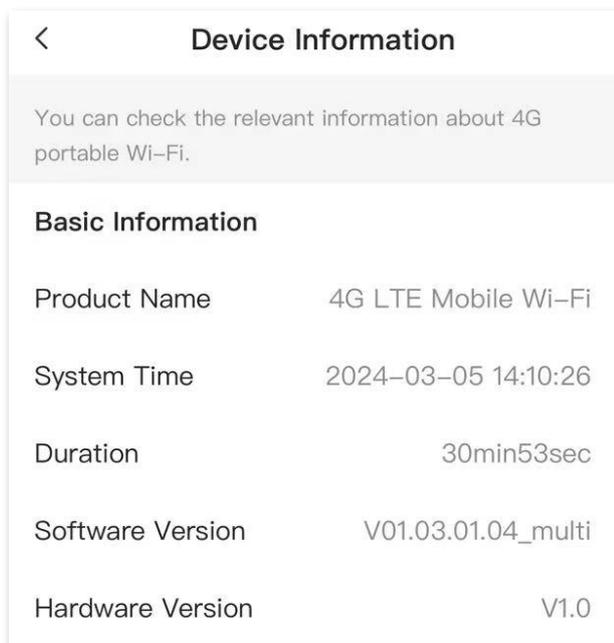 Device Information
You can check the relevant information about 4G
portable Wi–Fi.
Basic Information
Product Name 4G LTE Mobile Wi–Fi
System Time 2024–03–05 14:10:26
Duration 30min53sec
Software Version V01.03.01.04_multi
Hardware Version V1.0